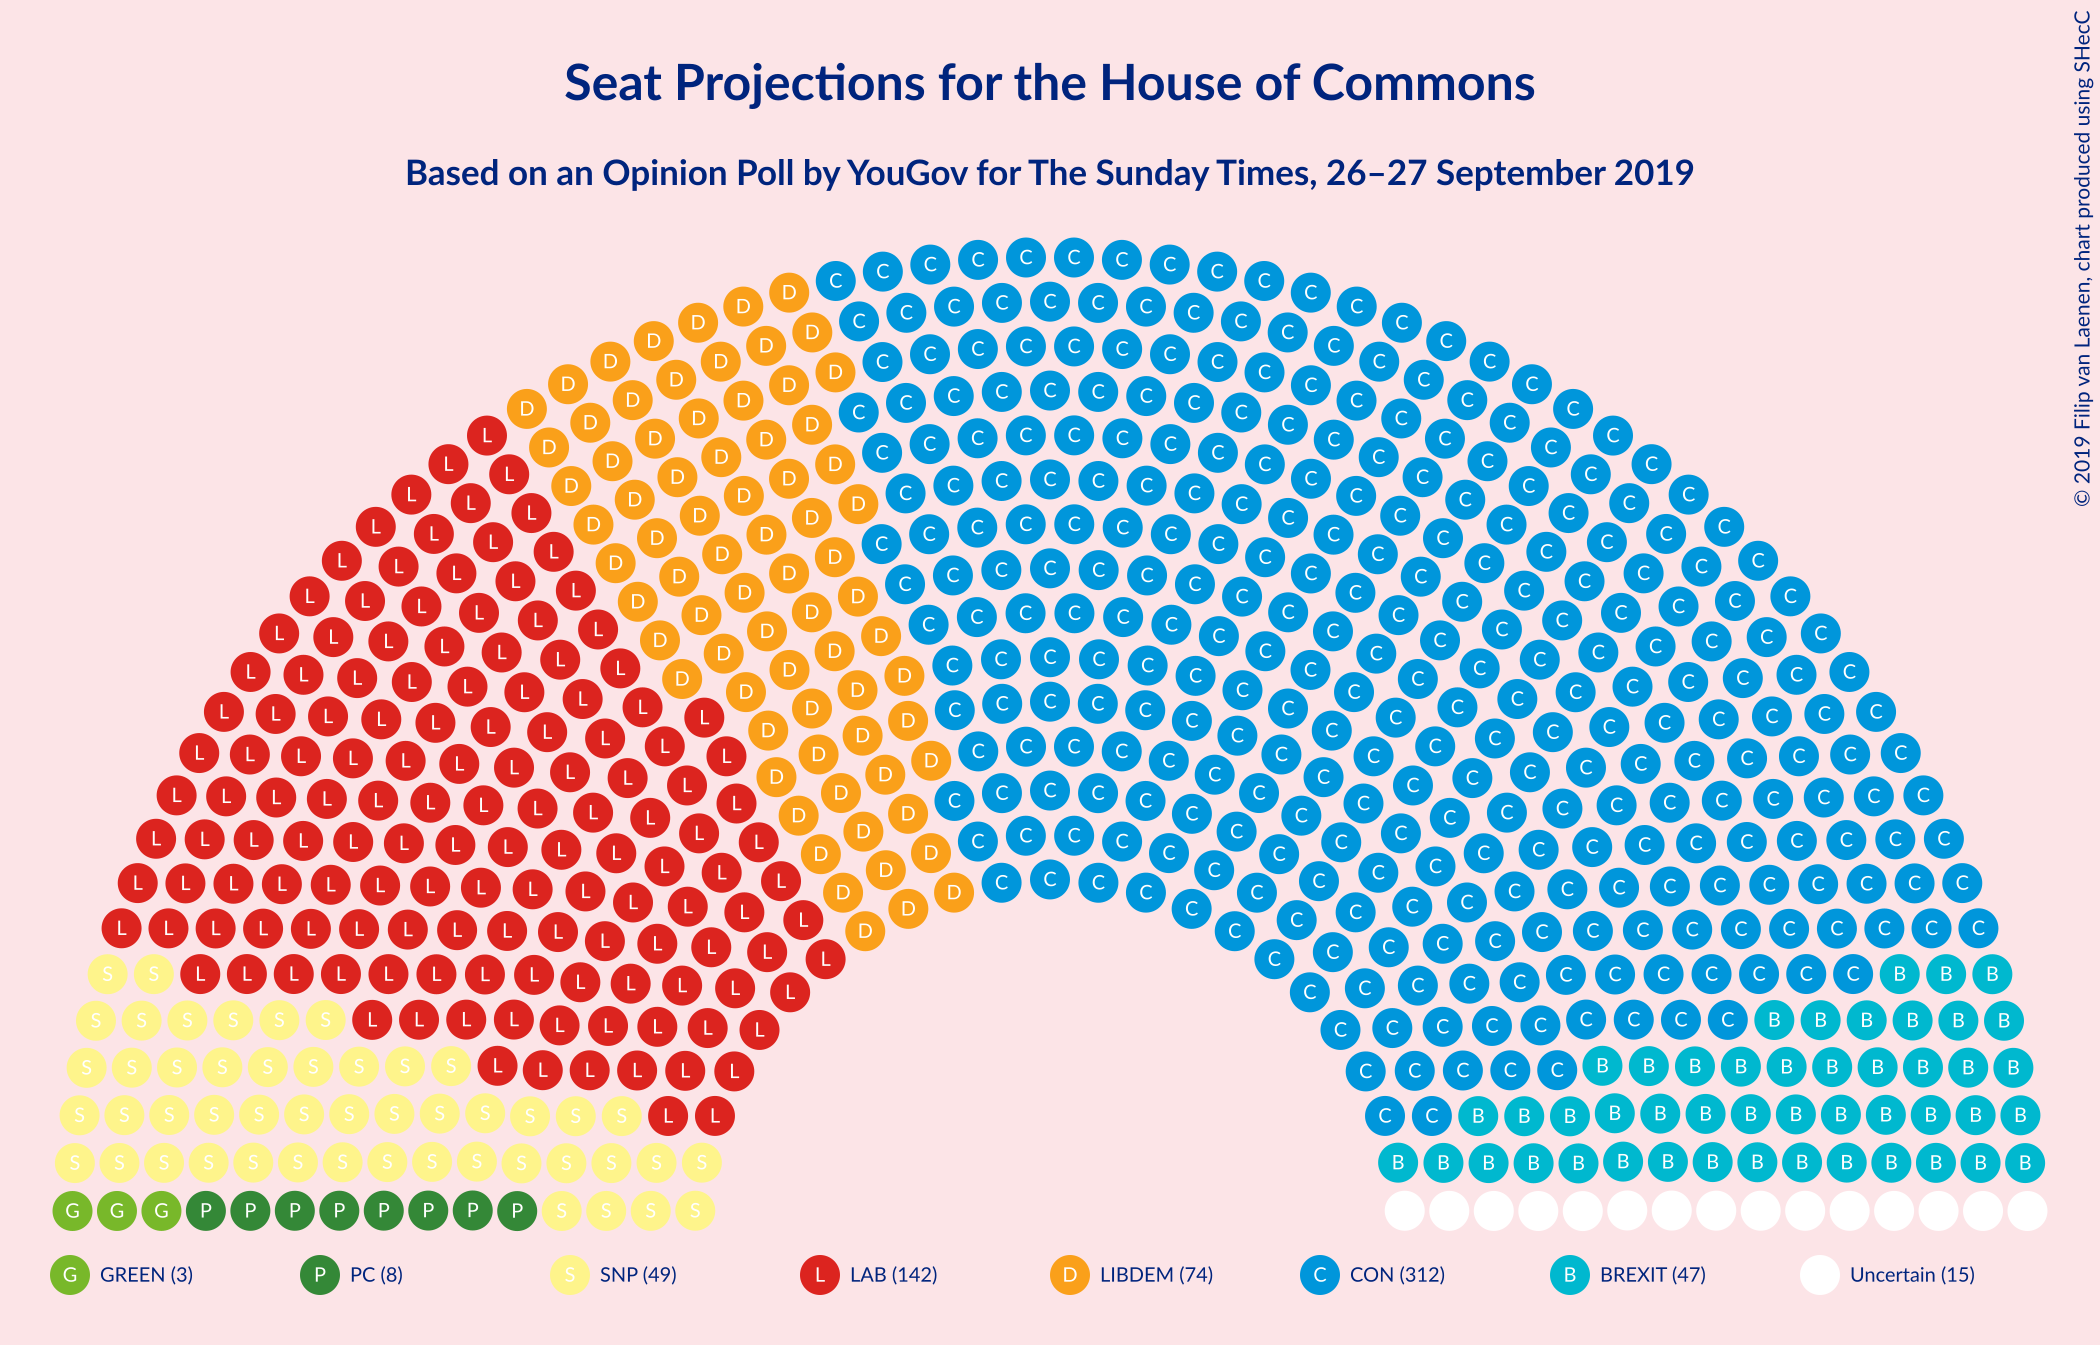 Seat Projections for the House of Commons
Based on an Opinion Poll by YouGov for The Sunday Times, 26–27 September 2019
© 2019 Filip van Laenen, chart produced using SHecC
G GREEN (3)
P PC (8)
S SNP (49)
L LAB (142)
D LIBDEM (74)
C CON (312)
B BREXIT (47)
Uncertain (15)